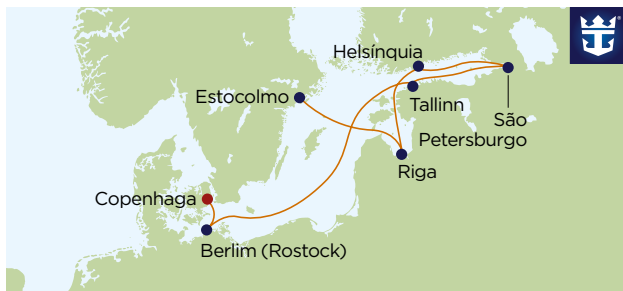 Helsínquia
Estocolmo
Tallinn
São
Petersburgo
Riga
Copenhaga
Berlim (Rostock)